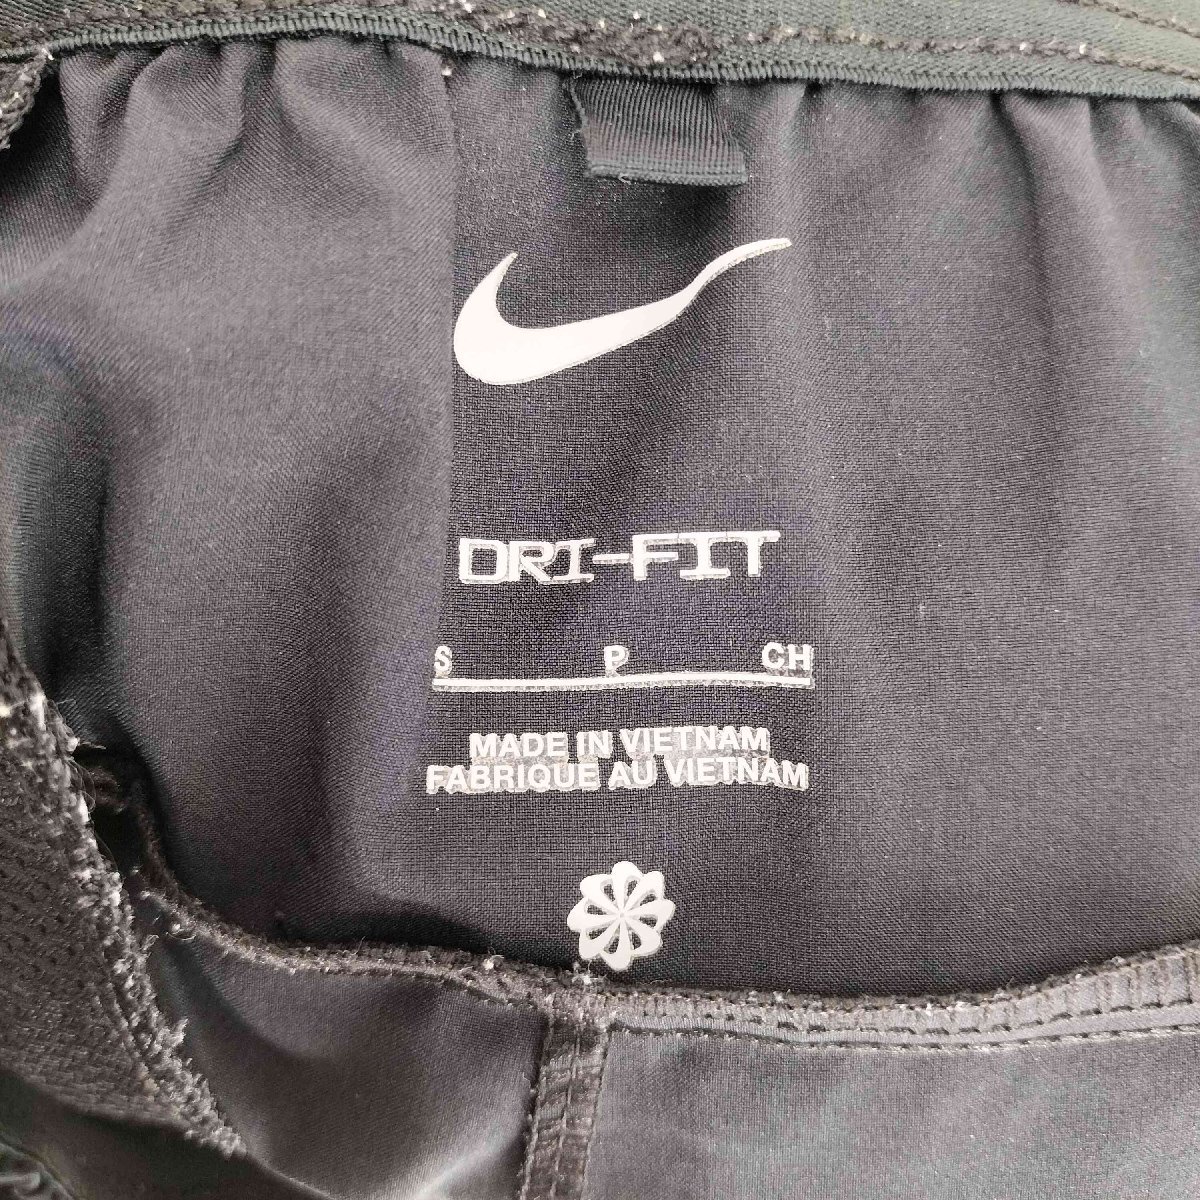 DRI-FIT
S P CH
MADE IN VIETNAM
FABRIQUE AU VIETNAM